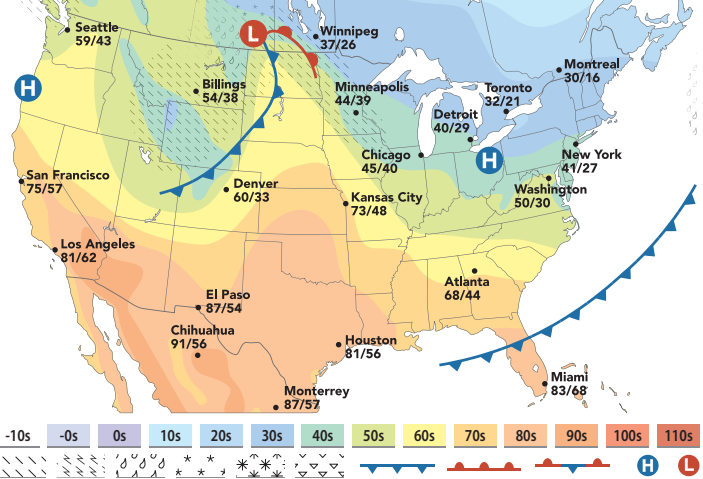 Seattle
59/43
L
Winnipeg
37/26
H
Billings
54/38
Minneapolis
44/39
Montreal
30/16
Toronto
32/21
Detroit
40/29
Chicago
45/40
H
New York
41/27
San Francisco
75/57
Denver
60/33
Kansas City
73/48
Washington
50/30
Los Angeles
81/62
El Paso
87/54
Atlanta
68/44
Chihuahua
91/56
Houston
81/56
Monterrey
87/57
Miami
83/68
-10s -0s 0s 10s 20s 30s 40s 50s 60s 70s 80s 90s 100s 110s
H L